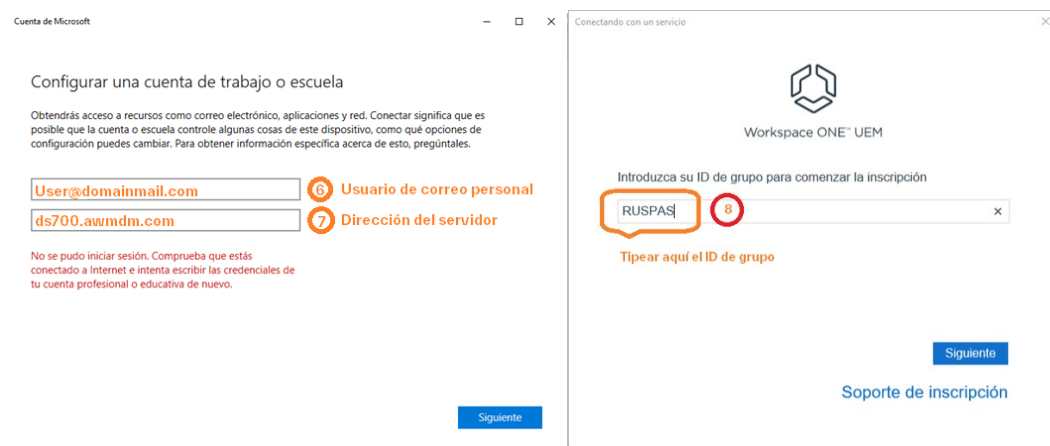 Cuenta de Microsoft
Configurar una cuenta de trabajo o escuela
Obtendrás acceso a recursos como correo electrónico, aplicaciones y red. Conectar significa que es
posible que la cuenta o escuela controle algunas cosas de este dispositivo, como qué opciones de
configuración puedes cambiar. Para obtener información específica acerca de esto, pregúntales.
User@domainmail.com
6 Usuario de correo personal
ds700.awmdm.com
7 Dirección del servidor
No se pudo iniciar sesión. Comprueba que estás
conectado a Internet e intenta escribir las credenciales de
tu cuenta profesional o educativa de nuevo.
Siguiente
Conectando con un servicio
Workspace ONE™ UEM
Introduzca su ID de grupo para comenzar la inscripción
RUSPAS
8
Tipear aquí el ID de grupo
Siguiente
Soporte de inscripción